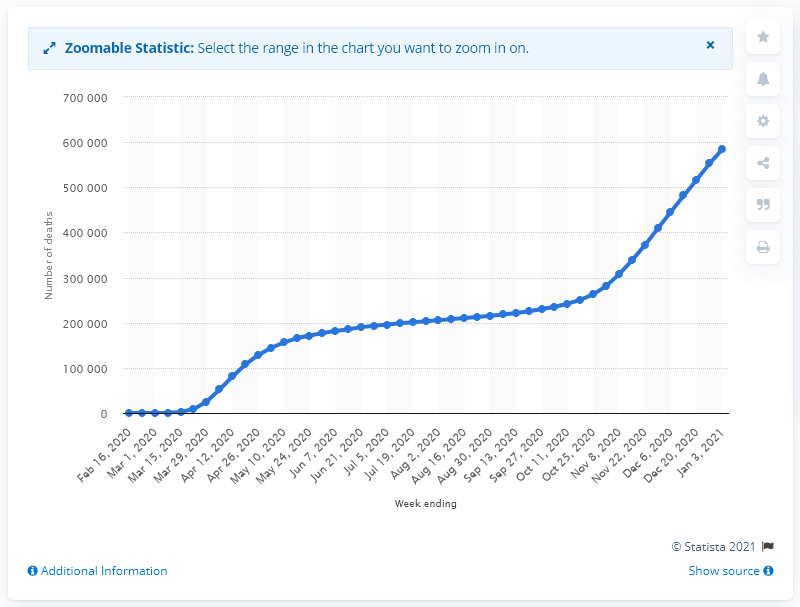 Zoomable Statistic: Select the range in the chart you want to zoom in on.
700 000
600 000
500 000
400 000
300 000
200 000
100 000
0
Number of deaths
Feb 16, 2020
Mar 1, 2020
Mar 15, 2020
Mar 29, 2020
Apr 12, 2020
Apr 26, 2020
May 10, 2020
May 24, 2020
Jun 7, 2020
Jun 21, 2020
Jul 5, 2020
Jul 19, 2020
Aug 2, 2020
Aug 16, 2020
Aug 30, 2020
Sep 13, 2020
Sep 27, 2020
Oct 11, 2020
Oct 25, 2020
Nov 8, 2020
Nov 22, 2020
Dec 6, 2020
Dec 20, 2020
Jan 3, 2021
Week ending
© Statista 2021
Additional Information
Show source